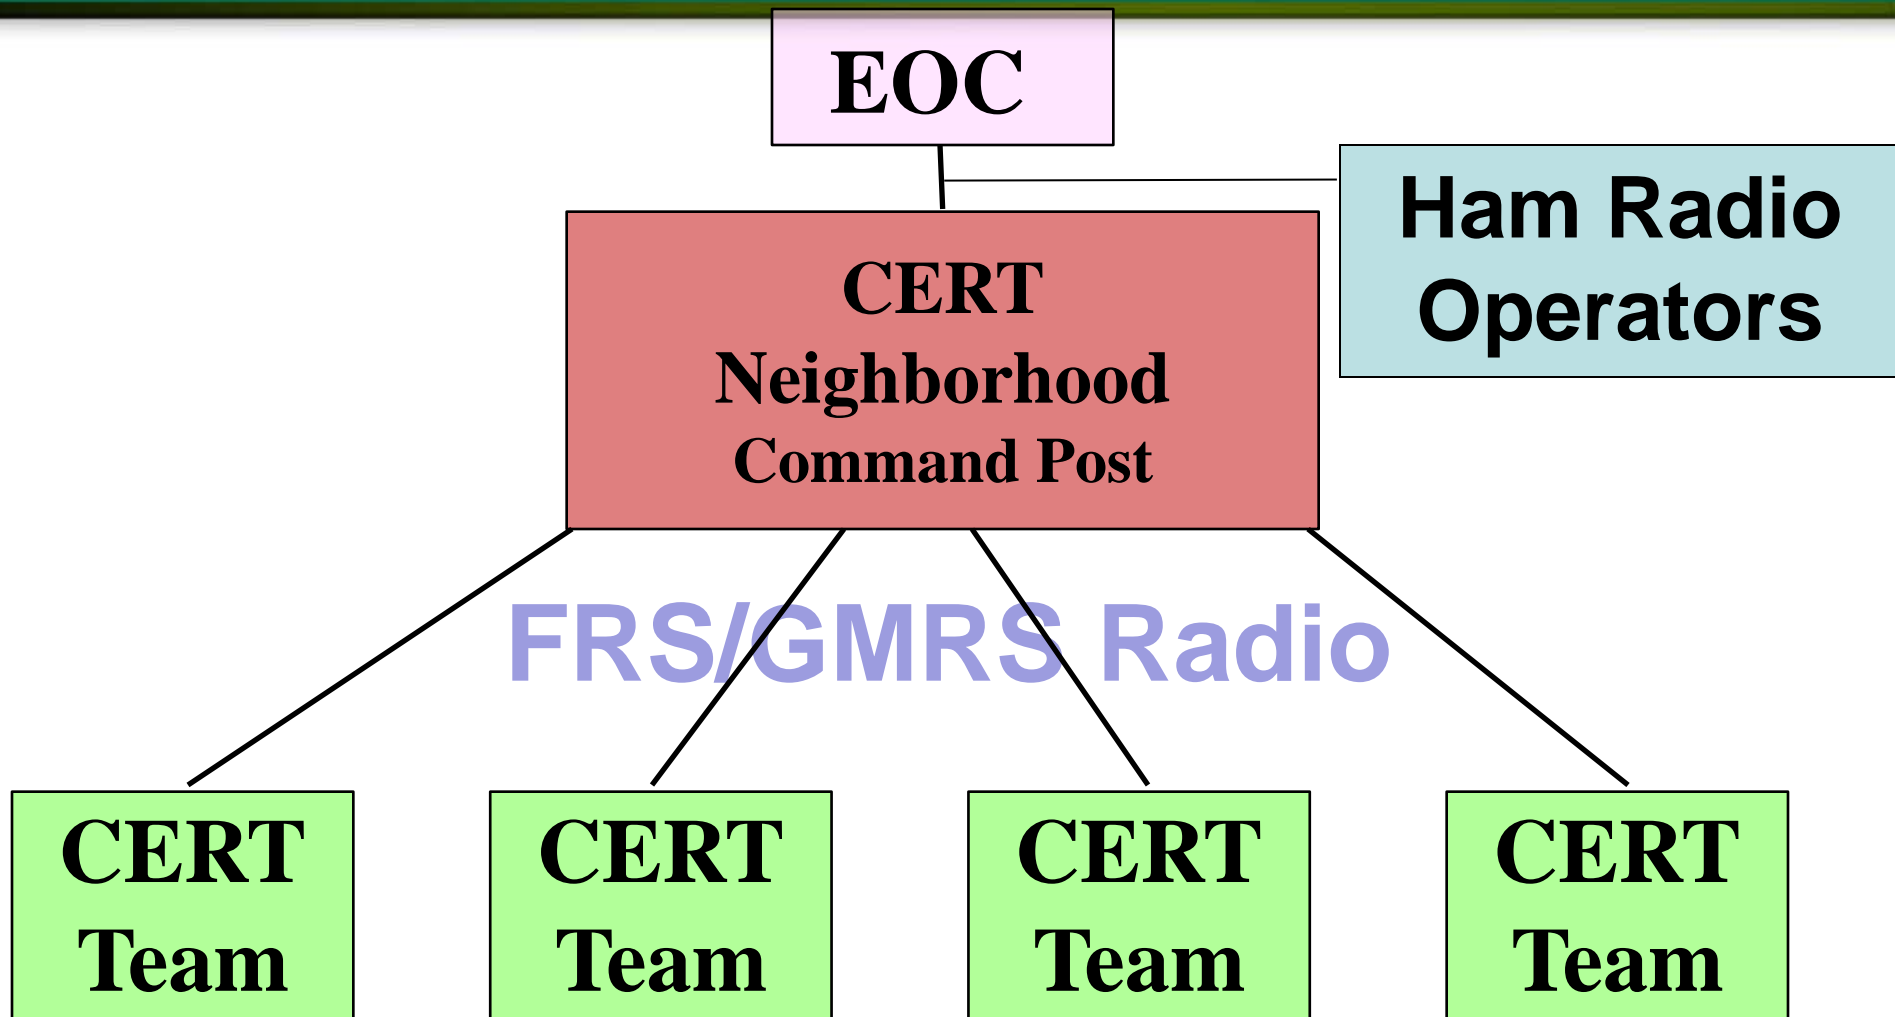 EOC
Ham Radio
Operators
CERT
Neighborhood
Command Post
FRS/GMRS Radio
CERT
Team
CERT
Team
CERT
Team
CERT
Team